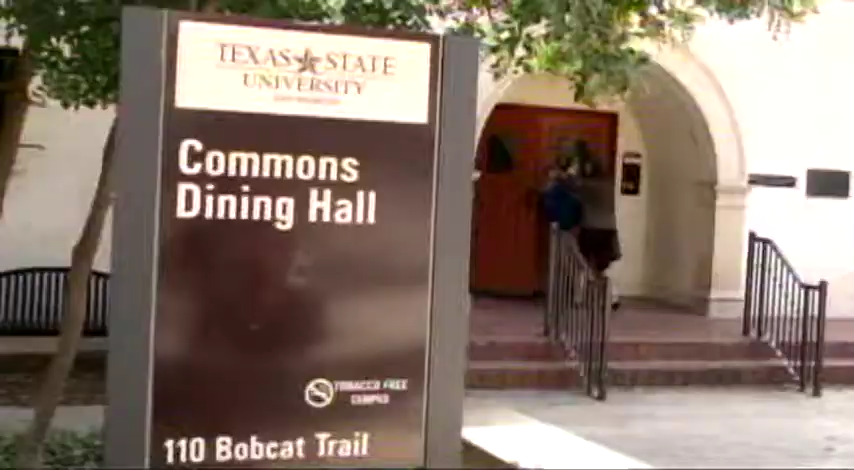 TEXAS STATE
UNIVERSITY
Commons
Dining Hall
TOBACCO FREE
CAMPUS
110 Bobcat Trail